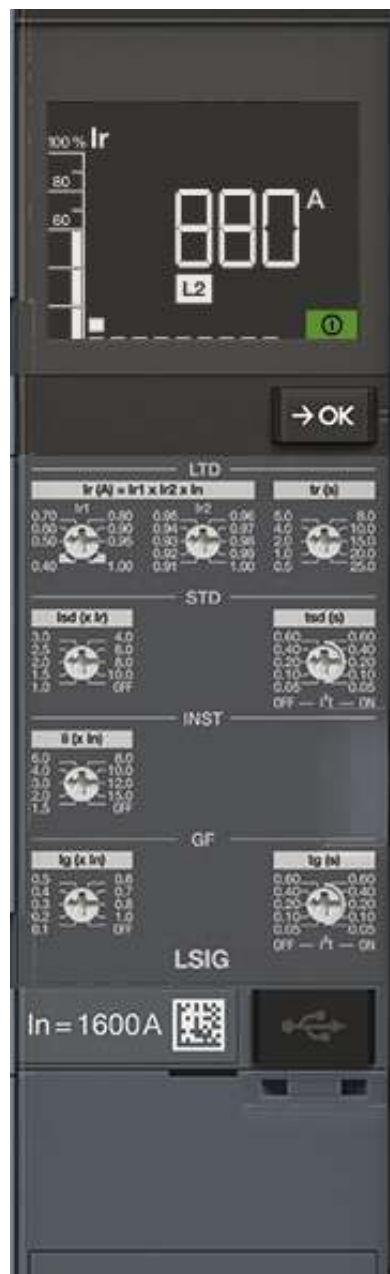 100 % Ir
80
60
880 A
L2
→ OK
LTD
Ir (A) = Ir1 x Ir2 x In tr (s)
Ir1 Ir2
0.70 0.80 0.95 0.96 5.0 8.0
0.60 0.90 0.94 0.97 4.0 10.0
0.50 0.95 0.93 0.98 2.0 15.0
0.92 0.99 1.0 20.0
0.40 1.00 0.91 1.00 0.5 25.0
STD
Isd (x Ir) tsd (s)
3.0 4.0 0.60 0.60
2.5 6.0 0.40 0.40
2.0 8.0 0.20 0.20
1.5 10.0 0.10 0.10
1.0 OFF 0.05 0.05
OFF — I²t — ON
INST
Ii (x In)
6.0 8.0
4.0 10.0
3.0 12.0
2.0 15.0
1.5 OFF
GF
Ig (x In) tg (s)
0.5 0.6 0.60 0.60
0.4 0.7 0.40 0.40
0.3 0.8 0.20 0.20
0.2 1.0 0.10 0.10
0.1 OFF 0.05 0.05
OFF — I²t — ON
LSIG
In = 1600 A